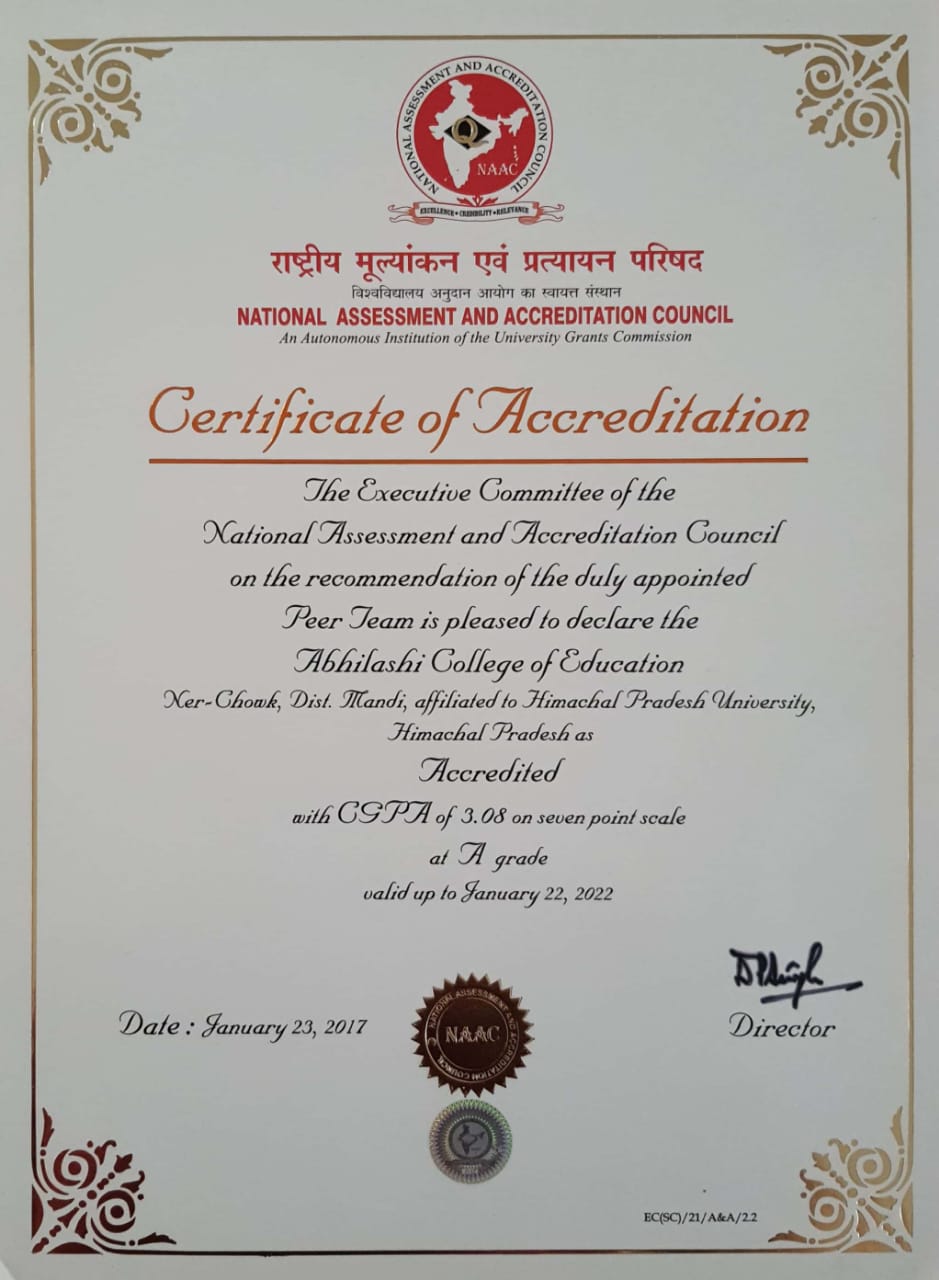 NATIONAL ASSESSMENT AND ACCREDITATION COUNCIL
Q
NAAC
EXCELLENCE • CREDIBILITY • RELEVANCE
राष्ट्रीय मूल्यांकन एवं प्रत्यायन परिषद
विश्वविद्यालय अनुदान आयोग का स्वायत्त संस्थान
NATIONAL ASSESSMENT AND ACCREDITATION COUNCIL
An Autonomous Institution of the University Grants Commission
Certificate of Accreditation
The Executive Committee of the
National Assessment and Accreditation Council
on the recommendation of the duly appointed
Peer Team is pleased to declare the
Abhilashi College of Education
Ner-Chowk, Dist. Mandi, affiliated to Himachal Pradesh University,
Himachal Pradesh as
Accredited
with CGPA of 3.08 on seven point scale
at A grade
valid up to January 22, 2022
DPSingh
Date : January 23, 2017
Director
NATIONAL ASSESSMENT AND ACCREDITATION COUNCIL
NAAC
EC(SC)/21/A&A/2.2